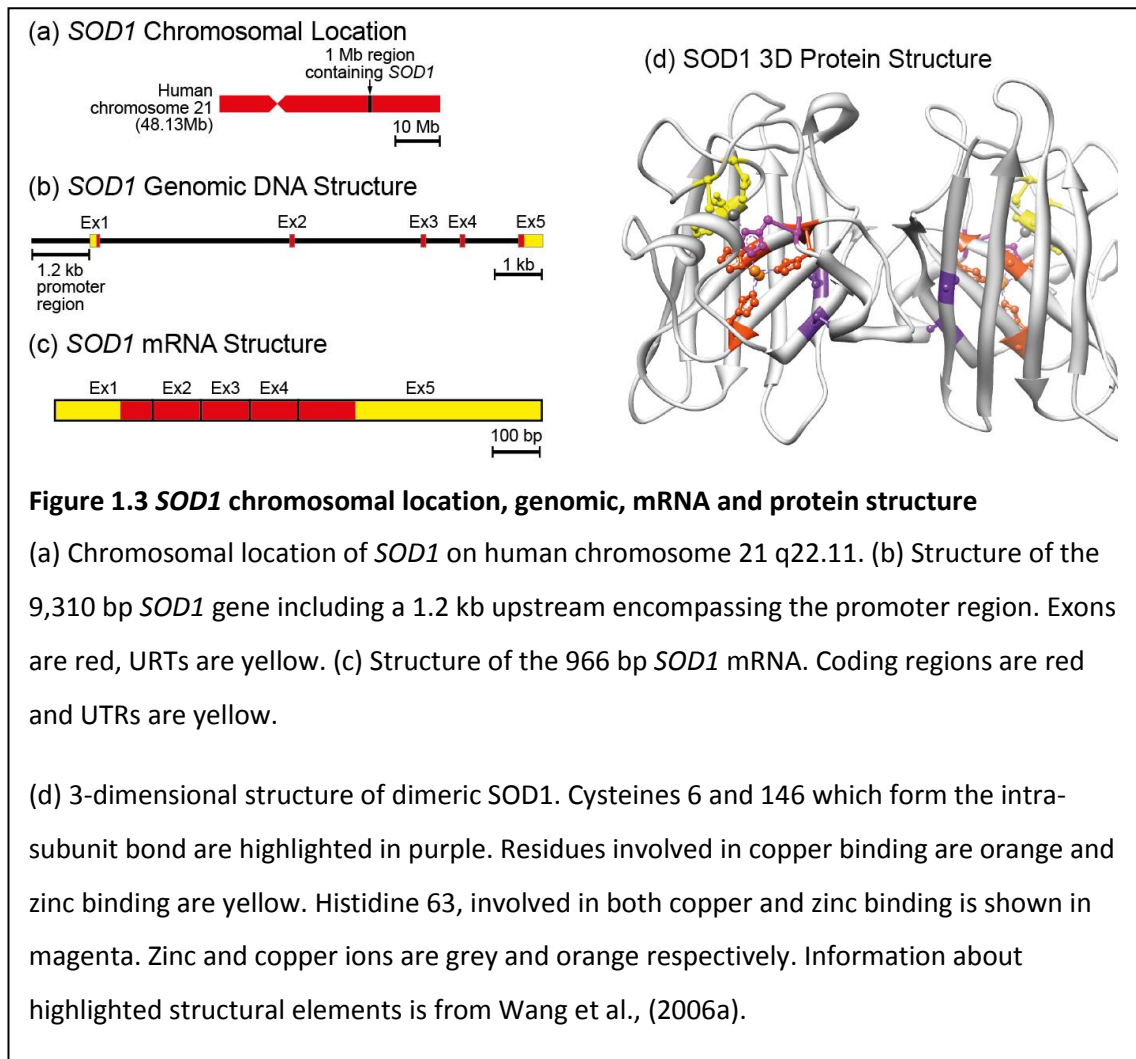 (a) SOD1 Chromosomal Location
1 Mb region
containing SOD1
Human
chromosome 21
(48.13Mb)
10 Mb
(b) SOD1 Genomic DNA Structure
Ex1 Ex2 Ex3 Ex4 Ex5
1.2 kb
promoter
region
1 kb
(c) SOD1 mRNA Structure
Ex1 Ex2 Ex3 Ex4 Ex5
100 bp
(d) SOD1 3D Protein Structure
Figure 1.3 SOD1 chromosomal location, genomic, mRNA and protein structure
(a) Chromosomal location of SOD1 on human chromosome 21 q22.11. (b) Structure of the
9,310 bp SOD1 gene including a 1.2 kb upstream encompassing the promoter region. Exons
are red, URTs are yellow. (c) Structure of the 966 bp SOD1 mRNA. Coding regions are red
and UTRs are yellow.
(d) 3-dimensional structure of dimeric SOD1. Cysteines 6 and 146 which form the intra-
subunit bond are highlighted in purple. Residues involved in copper binding are orange and
zinc binding are yellow. Histidine 63, involved in both copper and zinc binding is shown in
magenta. Zinc and copper ions are grey and orange respectively. Information about
highlighted structural elements is from Wang et al., (2006a).